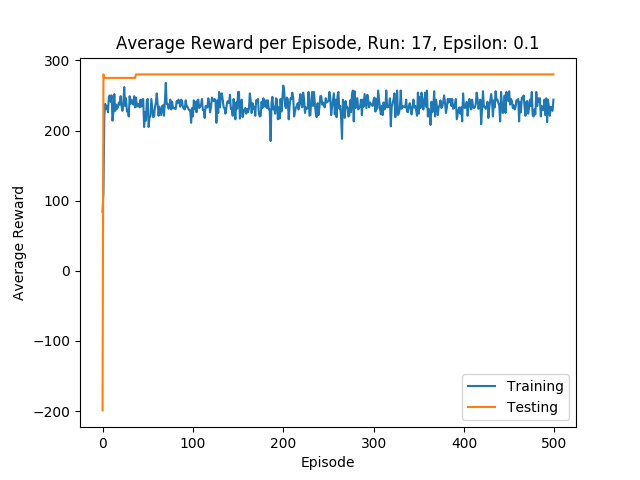 Average Reward per Episode, Run: 17, Epsilon: 0.1
300
200
100
0
−100
−200
Average Reward
0 100 200 300 400 500
Episode
Training
Testing